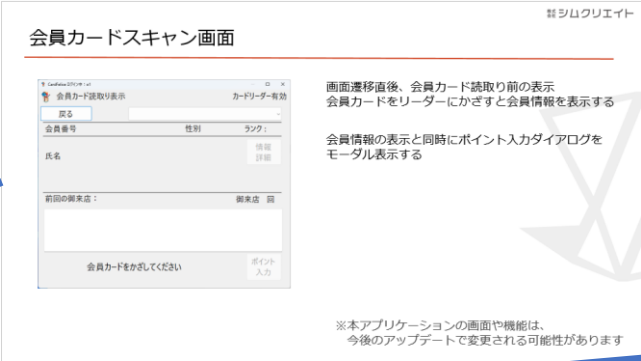 ㍿シムクリエイト
会員カードスキャン画面
会員カード読取り表示
カードリーダー有効
戻る
会員番号 性別 ランク：
氏名
情報
詳細
前回の御来店： 御来店 回
会員カードをかざしてください
ポイント
入力
画面遷移直後、会員カード読取り前の表示
会員カードをリーダーにかざすと会員情報を表示する
会員情報の表示と同時にポイント入力ダイアログを
モーダル表示する
※本アプリケーションの画面や機能は、
今後のアップデートで変更される可能性があります